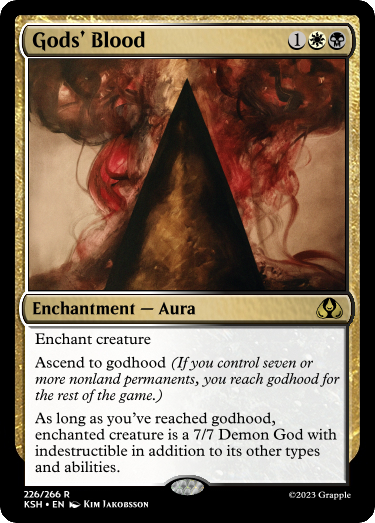 Gods’ Blood 1
Enchantment — Aura
Enchant creature
Ascend to godhood (If you control seven or
more nonland permanents, you reach godhood for
the rest of the game.)
As long as you’ve reached godhood,
enchanted creature is a 7/7 Demon God with
indestructible in addition to its other types
and abilities.
226/266 R
KSH • EN Kim Jakobsson
©2023 Grapple